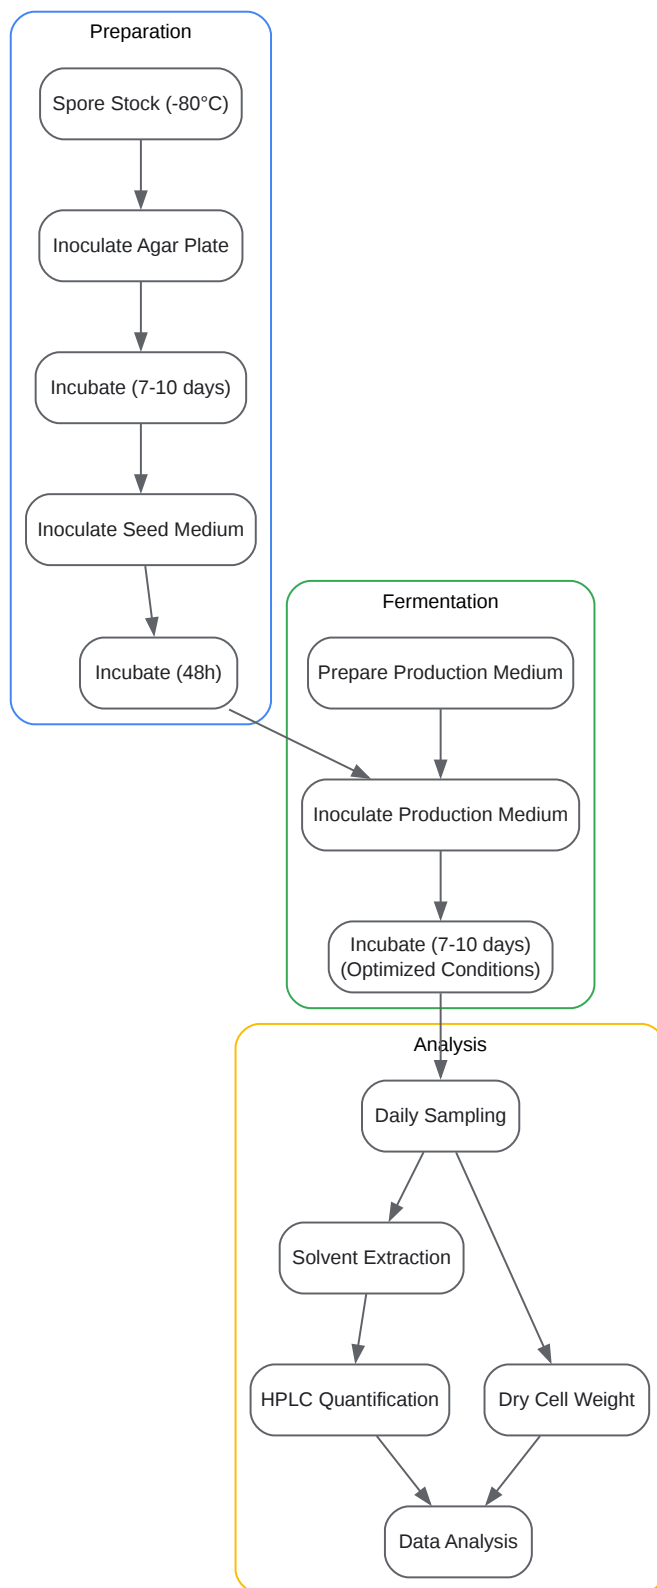 Preparation
Spore Stock (-80°C)
Inoculate Agar Plate
Incubate (7-10 days)
Inoculate Seed Medium
Incubate (48h)
Fermentation
Prepare Production Medium
Inoculate Production Medium
Incubate (7-10 days)
(Optimized Conditions)
Analysis
Daily Sampling
Solvent Extraction
HPLC Quantification
Dry Cell Weight
Data Analysis